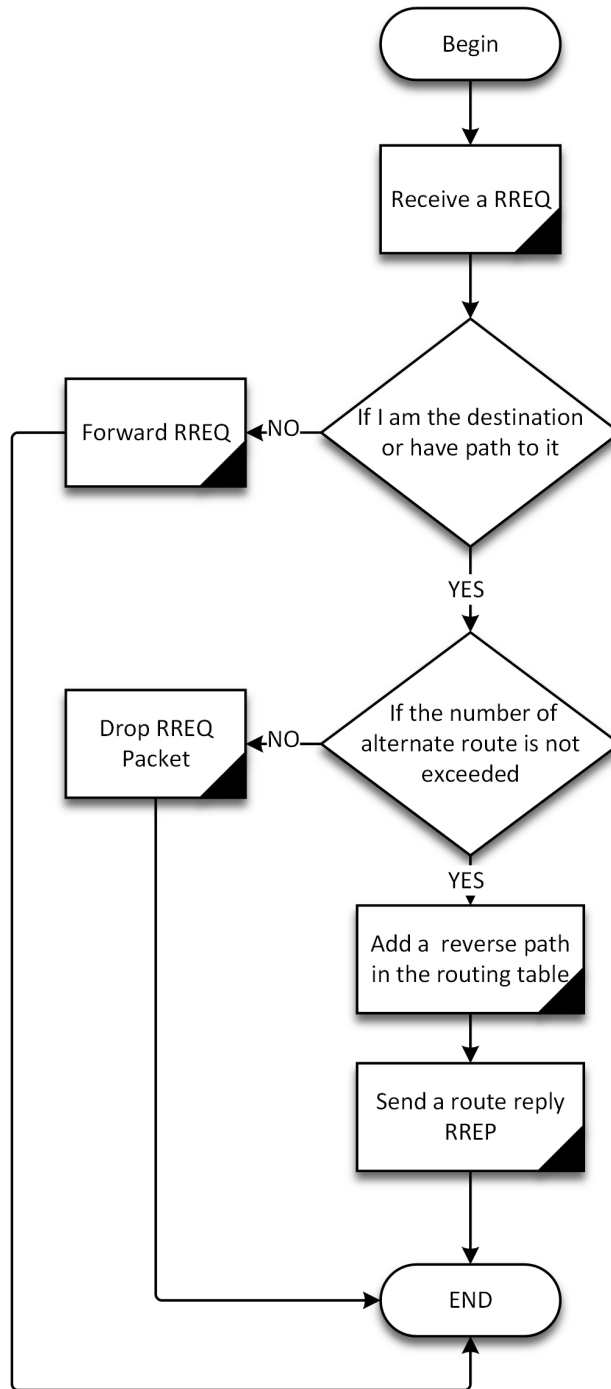 Begin
Receive a RREQ
If I am the destination
or have path to it
NO
Forward RREQ
YES
If the number of
alternate route is not
exceeded
NO
Drop RREQ
Packet
YES
Add a reverse path
in the routing table
Send a route reply
RREP
END